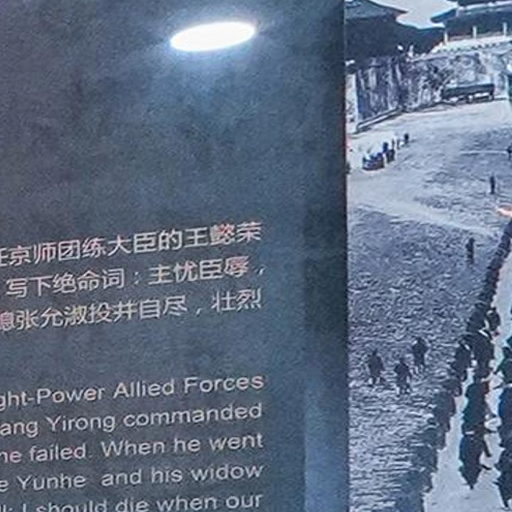 任京师团练大臣的王懿荣
写下绝命词：主忧臣辱，
张允淑投井自尽，壮烈
ght-Power Allied Forces
ang Yirong commanded
he failed. When he went
e Yunhe and his widow
I should die when our